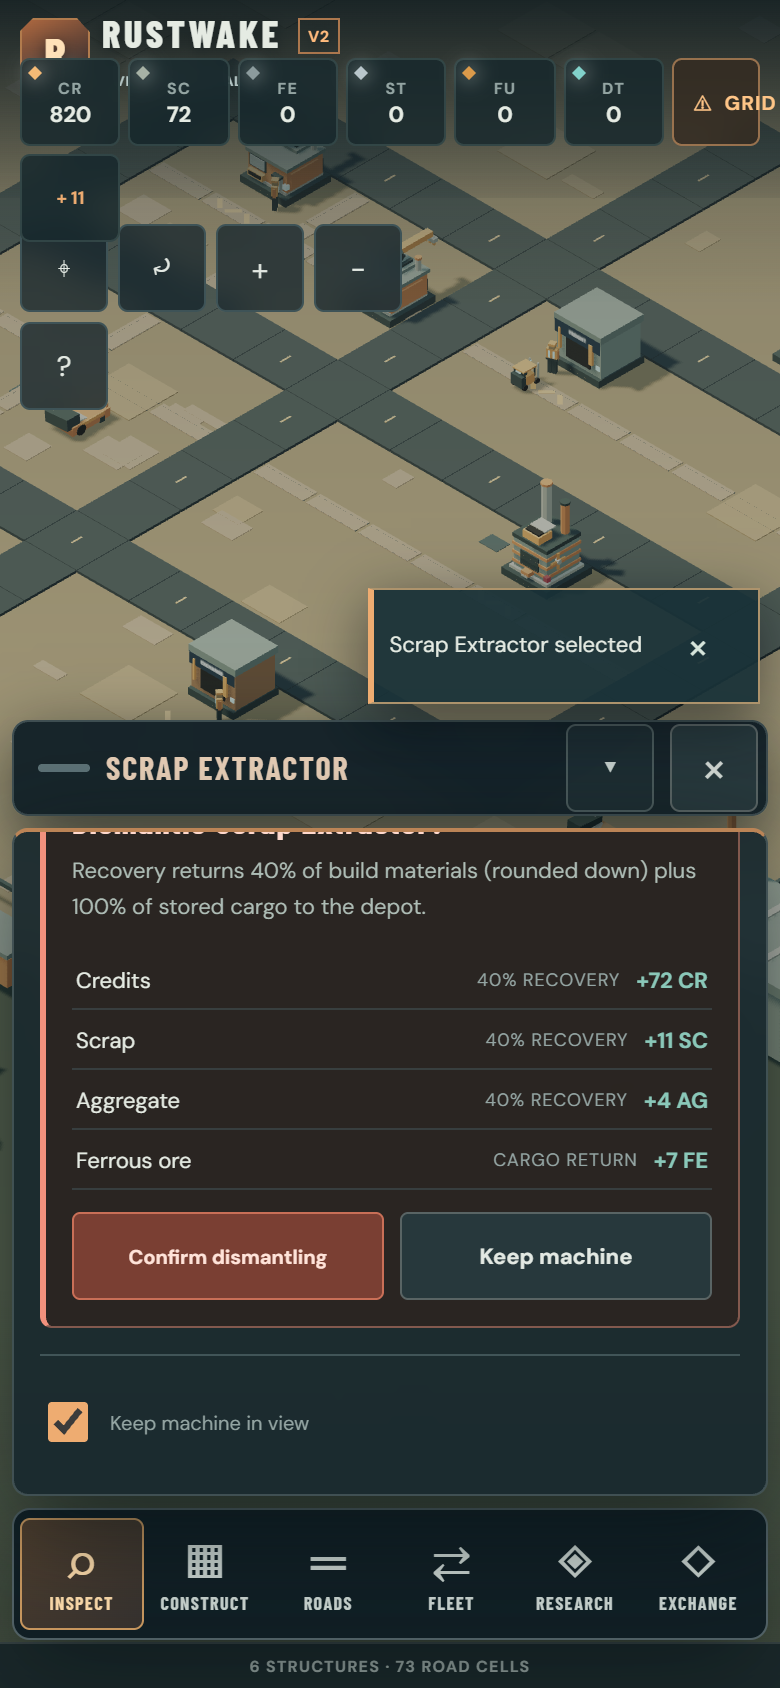 RUSTWAKE V2
CR
820
SC
72
FE
0
ST
0
FU
0
DT
0
⚠ GRID
+ 11
+
−
?
Scrap Extractor selected ×
SCRAP EXTRACTOR
Dismantle Scrap Extractor?
Recovery returns 40% of build materials (rounded down) plus
100% of stored cargo to the depot.
Credits 40% RECOVERY +72 CR
Scrap 40% RECOVERY +11 SC
Aggregate 40% RECOVERY +4 AG
Ferrous ore CARGO RETURN +7 FE
Confirm dismantling
Keep machine
Keep machine in view
INSPECT
CONSTRUCT
ROADS
FLEET
RESEARCH
EXCHANGE
6 STRUCTURES · 73 ROAD CELLS